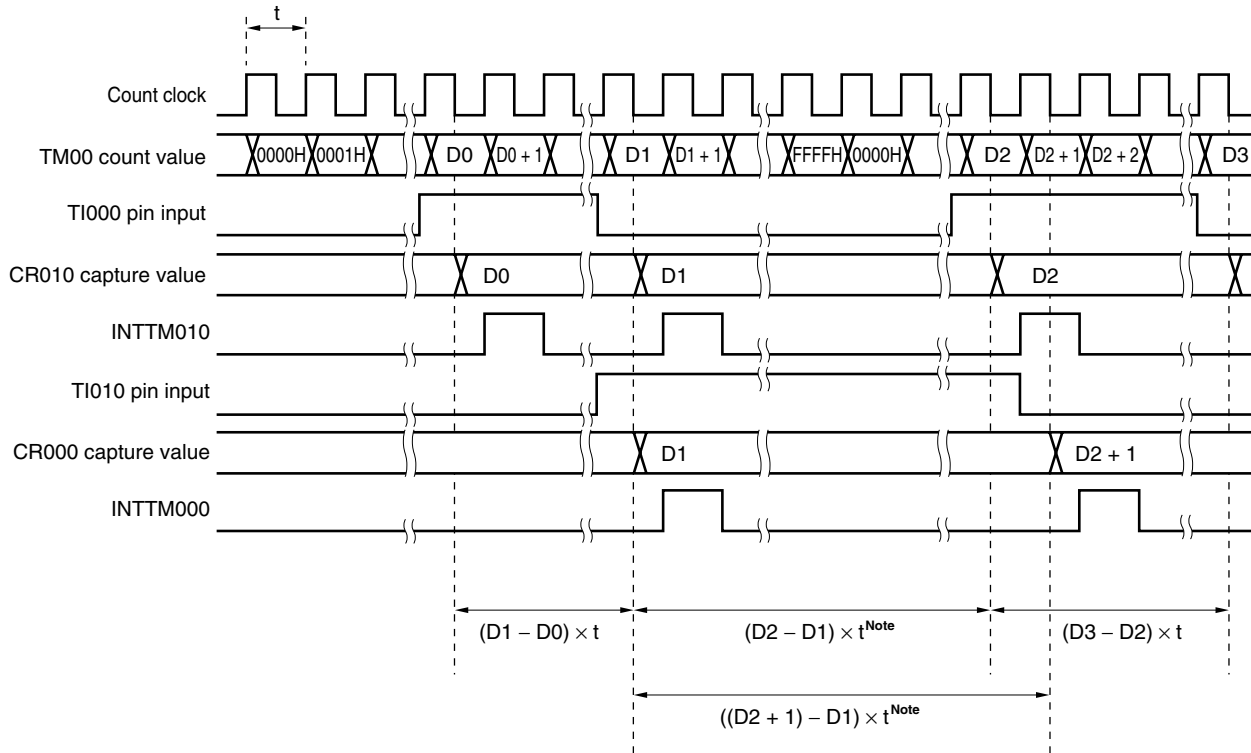 t
Count clock
TM00 count value 0000H 0001H D0 D0 + 1 D1 D1 + 1 FFFFH 0000H D2 D2 + 1 D2 + 2 D3
TI000 pin input
CR010 capture value D0 D1 D2
INTTM010
TI010 pin input
CR000 capture value D1 D2 + 1
INTTM000
(D1 − D0) × t (D2 − D1) × tNote (D3 − D2) × t
((D2 + 1) − D1) × tNote